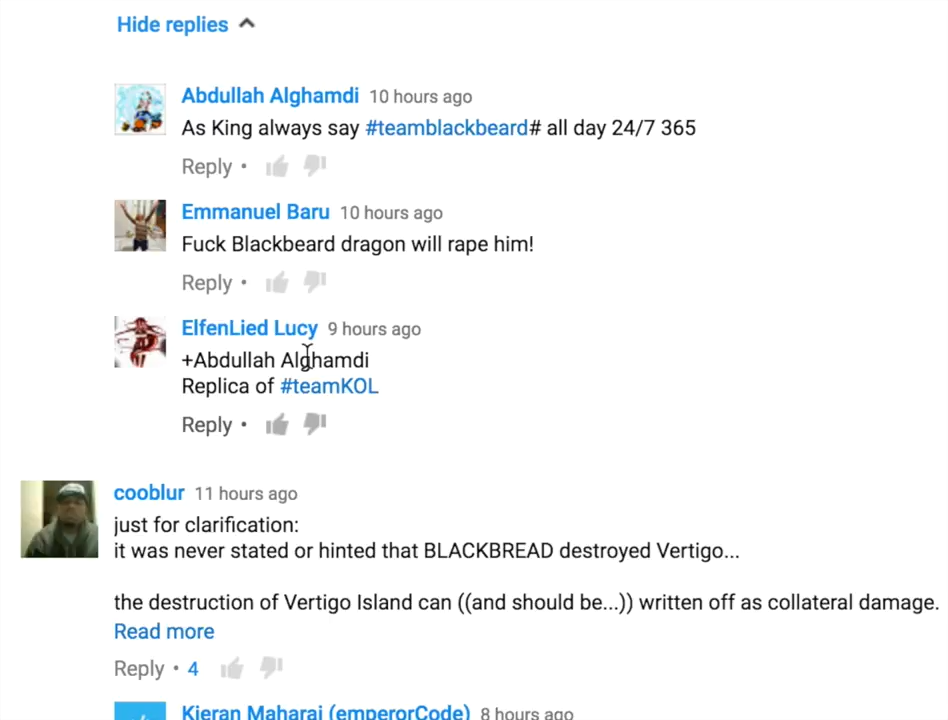 Hide replies
Abdullah Alghamdi 10 hours ago
As King always say #teamblackbeard# all day 24/7 365
Reply •
Emmanuel Baru 10 hours ago
Fuck Blackbeard dragon will rape him!
Reply •
ElfenLied Lucy 9 hours ago
+Abdullah Alghamdi
Replica of #teamKOL
Reply •
cooblur 11 hours ago
just for clarification:
it was never stated or hinted that BLACKBREAD destroyed Vertigo...
the destruction of Vertigo Island can ((and should be...)) written off as collateral damage.
Read more
Reply • 4
Kieran Maharaj (emperorCode) 8 hours ago